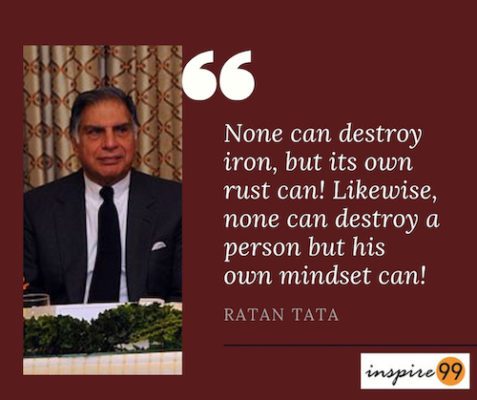 None can destroy
iron, but its own
rust can! Likewise,
none can destroy a
person but his
own mindset can!
RATAN TATA
inspire99